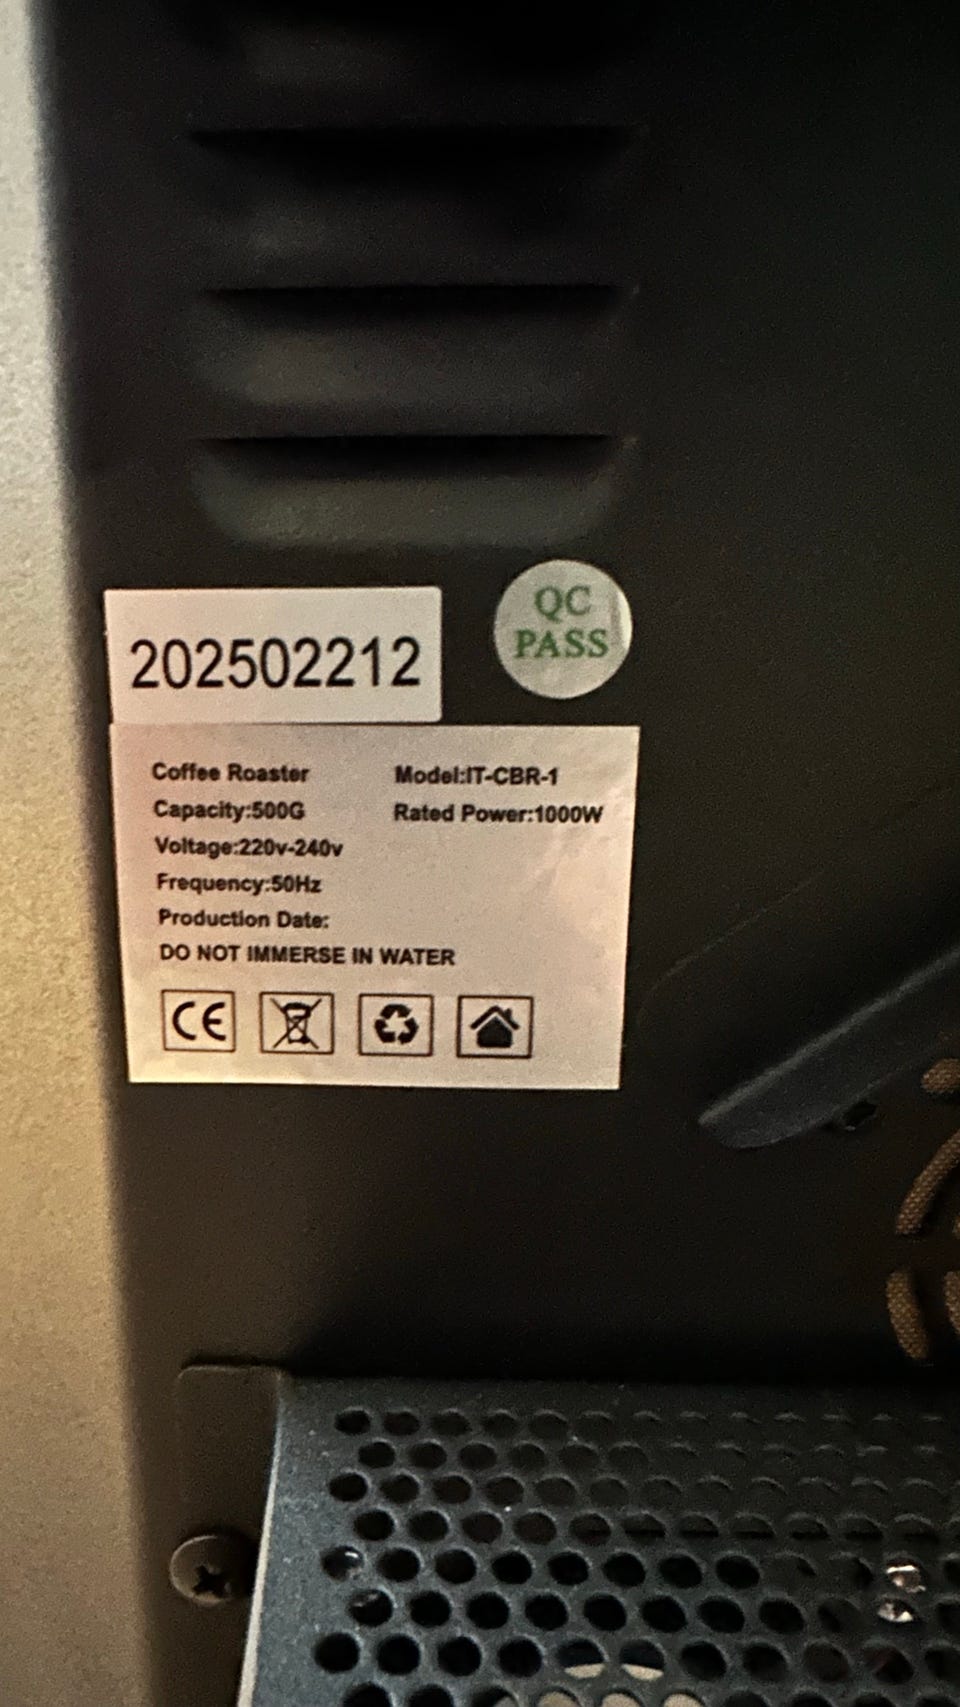 QC
PASS
202502212
Coffee Roaster Model:IT-CBR-1
Capacity:500G Rated Power:1000W
Voltage:220v-240v
Frequency:50Hz
Production Date:
DO NOT IMMERSE IN WATER
CE